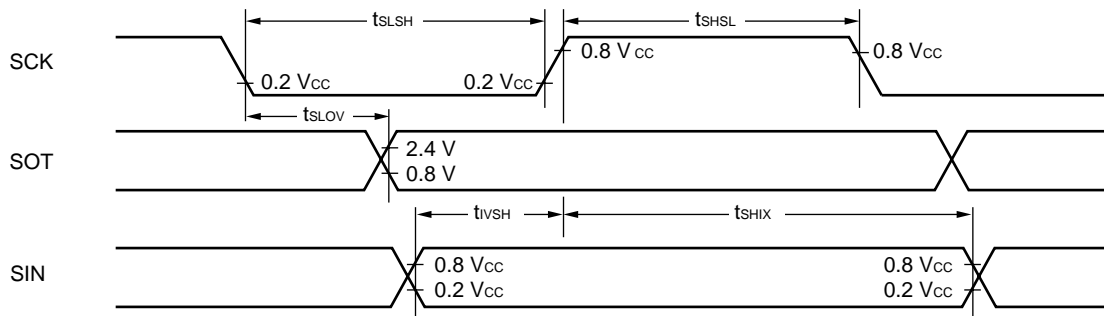 tSLSH tSHSL
SCK 0.8 VCC 0.8 VCC
0.2 VCC 0.2 VCC
tSLOV
SOT 2.4 V
0.8 V
tIVSH tSHIX
SIN 0.8 VCC 0.8 VCC
0.2 VCC 0.2 VCC